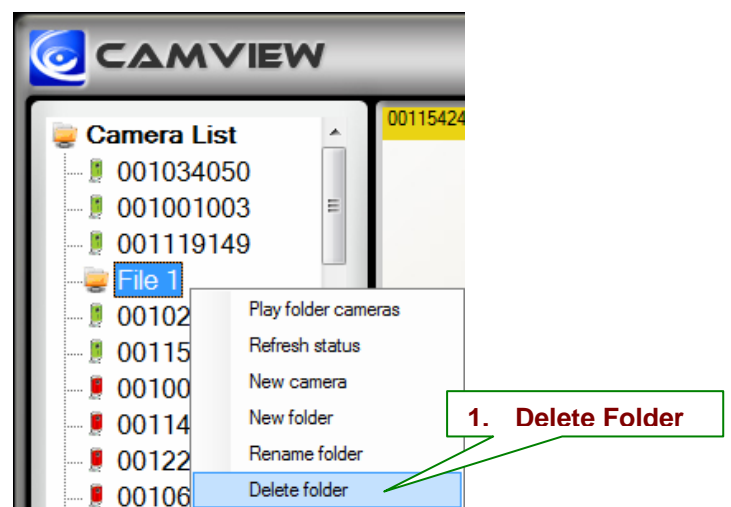 CAMVIEW
00115424
Camera List
001034050
001001003
001119149
File 1
00102
00115
00100
00114
00122
00106
Play folder cameras
Refresh status
New camera
New folder
Rename folder
Delete folder
1. Delete Folder